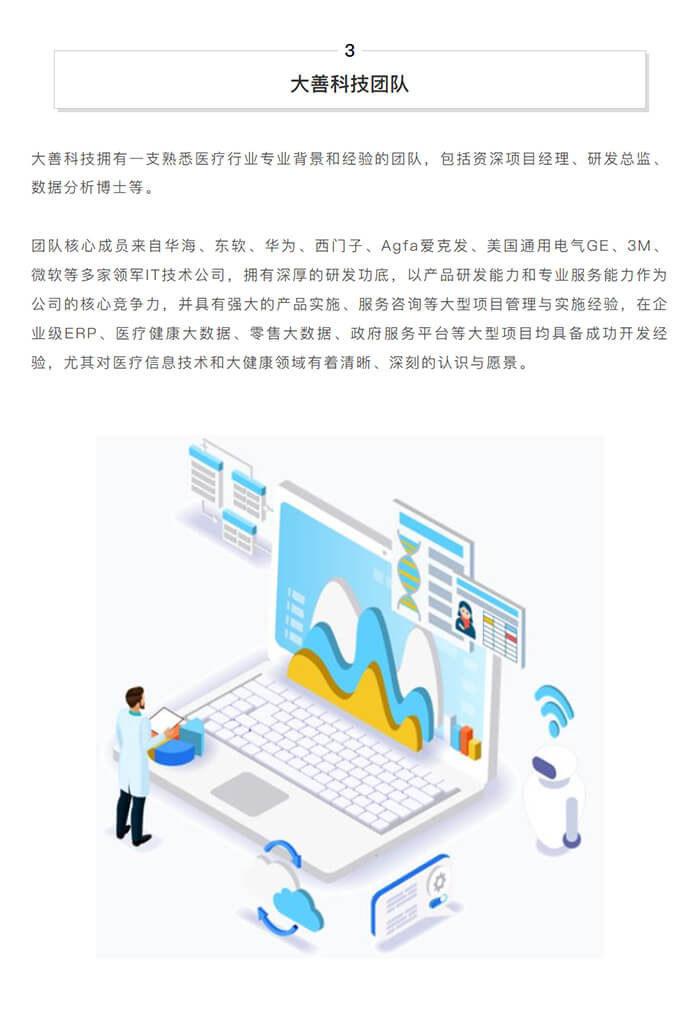 3
大善科技团队
大善科技拥有一支熟悉医疗行业专业背景和经验的团队，包括资深项目经理、研发总监、
数据分析博士等。
团队核心成员来自华海、东软、华为、西门子、Agfa爱克发、美国通用电气GE、3M、
微软等多家领军IT技术公司，拥有深厚的研发功底，以产品研发能力和专业服务能力作为
公司的核心竞争力，并具有强大的产品实施、服务咨询等大型项目管理与实施经验，在企
业级ERP、医疗健康大数据、零售大数据、政府服务平台等大型项目均具备成功开发经
验，尤其对医疗信息技术和大健康领域有着清晰、深刻的认识与愿景。